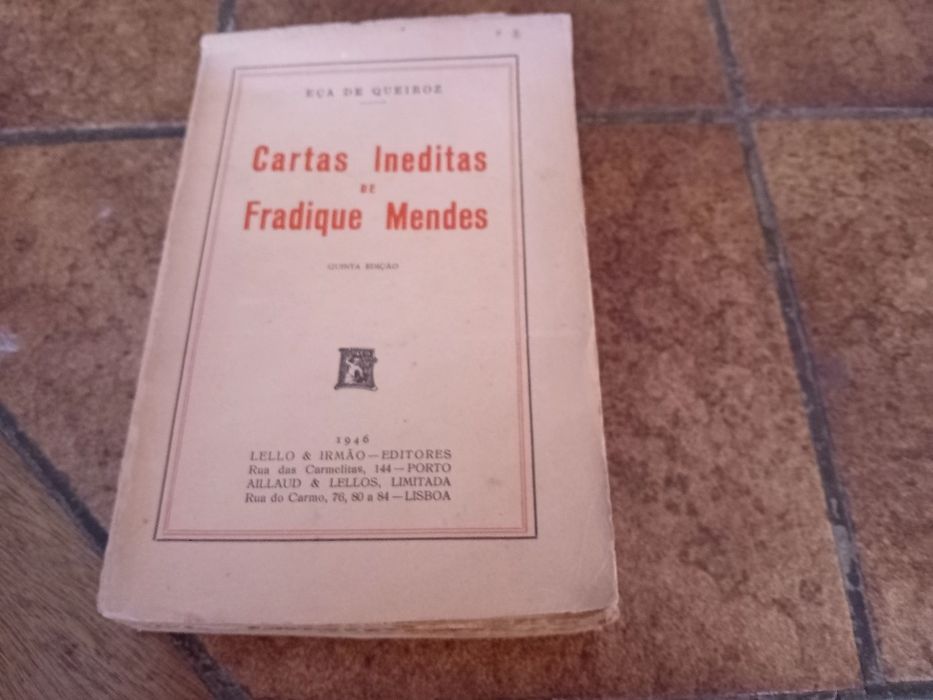 EÇA DE QUEIROZ
Cartas Ineditas
DE
Fradique Mendes
QUINTA EDIÇÃO
1946
LELLO & IRMÃO — EDITORES
Rua das Carmelitas, 144 — PORTO
AILLAUD & LELLOS, LIMITADA
Rua do Carmo, 76, 80 a 84 — LISBOA